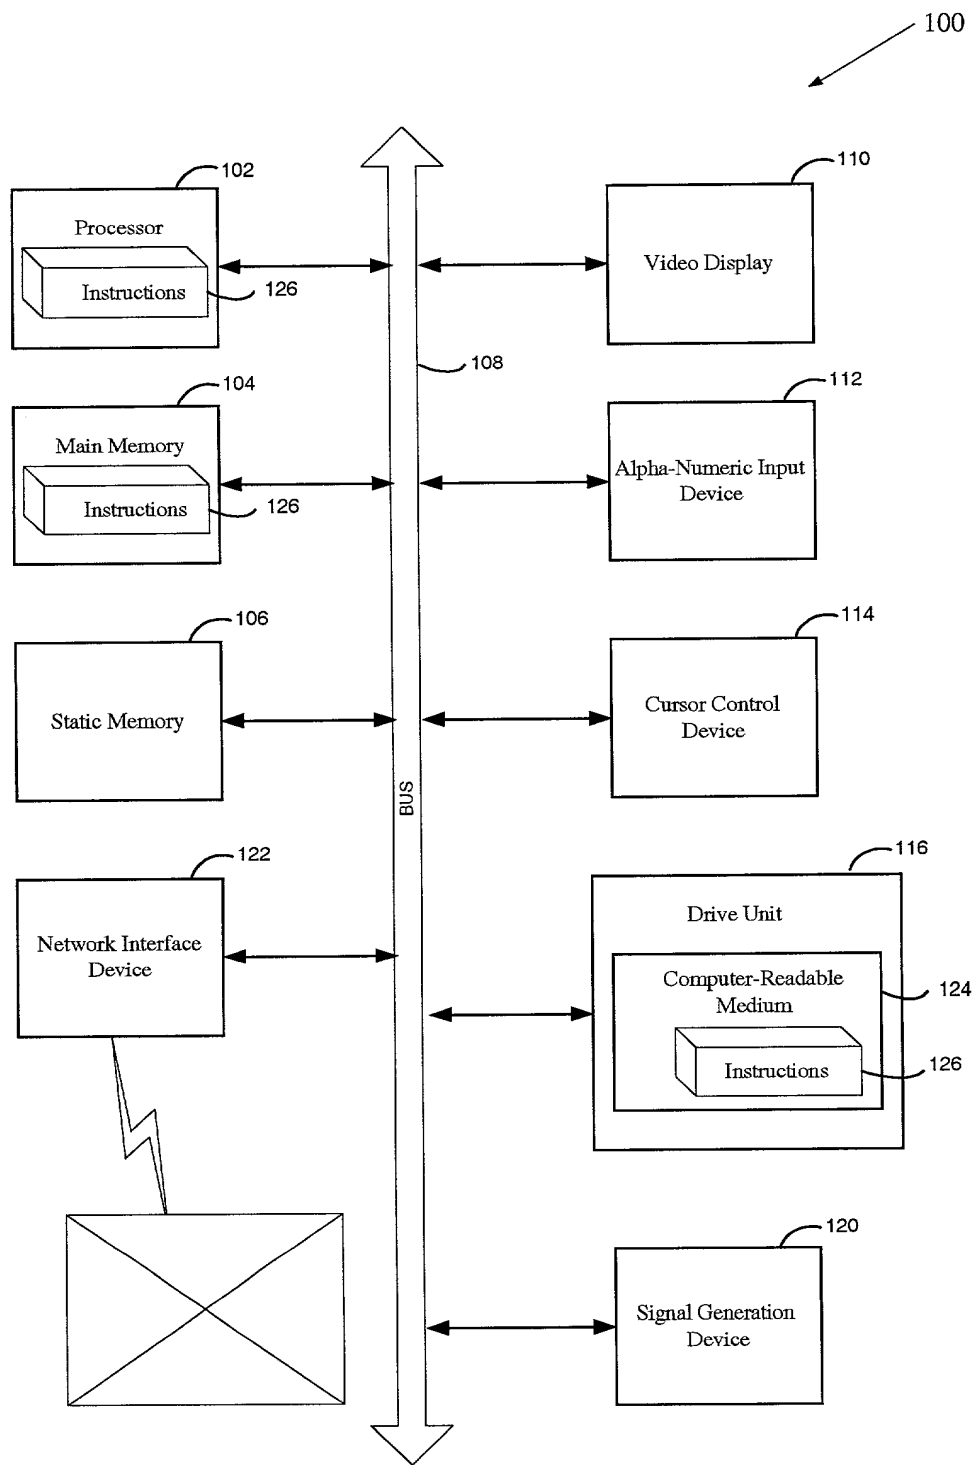 100
102
Processor
Instructions
126
110
Video Display
108
104
Main Memory
Instructions
126
112
Alpha-Numeric Input
Device
106
Static Memory
114
Cursor Control
Device
BUS
122
Network Interface
Device
116
Drive Unit
Computer-Readable
Medium
124
Instructions
126
120
Signal Generation
Device